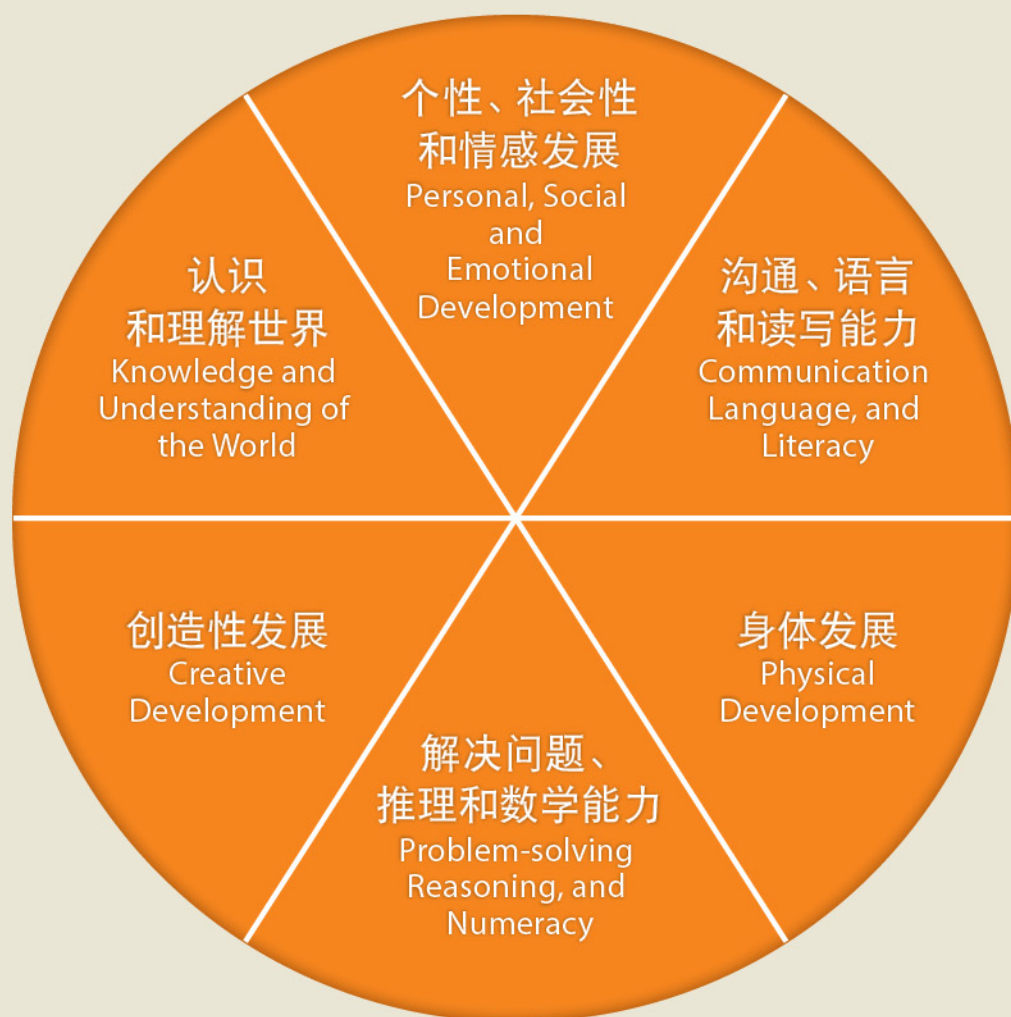 个性、社会性
和情感发展
Personal, Social
and
Emotional
Development
沟通、语言
和读写能力
Communication
Language, and
Literacy
身体发展
Physical
Development
解决问题、
推理和数学能力
Problem-solving
Reasoning, and
Numeracy
创造性发展
Creative
Development
认识
和理解世界
Knowledge and
Understanding of
the World